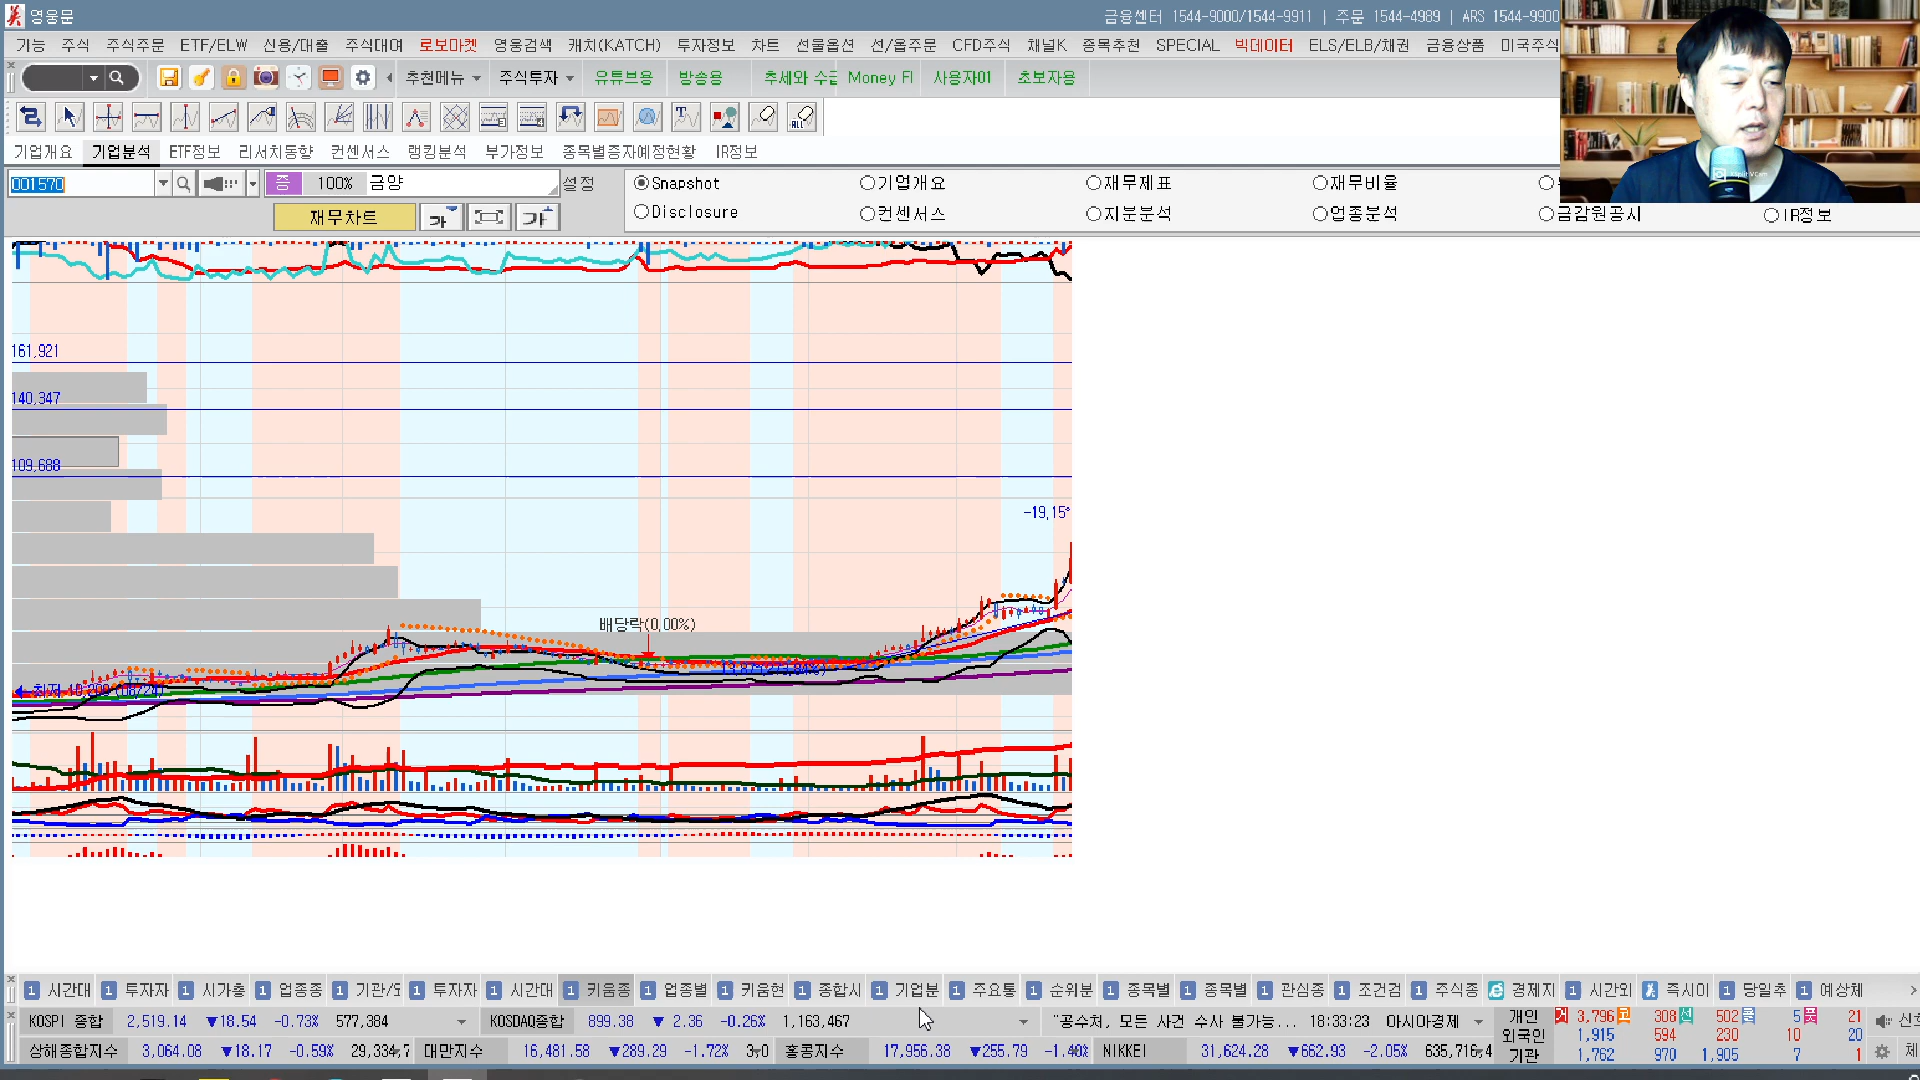 영웅문
금융센터 1544-9000/1544-9911 | 주문 1544-4989 | ARS 1544-9900
기능 주식 주식주문 ETF/ELW 신용/대출 주식대여 로보마켓 영웅검색 캐치(KATCH) 투자정보 차트 선물옵션 선/옵주문 CFD주식 채널K 종목추천 SPECIAL 빅데이터 ELS/ELB/채권 금융상품 미국주식
추천메뉴 주식투자 유튜브용 방송용 추세와 수급 Money Fl 사용자01 초보자용
기업개요 기업분석 ETF정보 리서치동향 컨센서스 랭킹분석 부가정보 종목별증자예정현황 IR정보
001570 증 100% 금양 설정
Snapshot 기업개요 재무제표 재무비율
Disclosure 컨센서스 지분분석 업종분석 금감원공시 IR정보
재무차트
161,921
140,347
109,688
-19,15
배당락(0,00%)
KOSPI 종합 2,519.14 ▼18.54 -0.73% 577,384
KOSDAQ종합 899.38 ▼ 2.36 -0.26% 1,163,467
"공수처, 모든 사건 수사 불가능... 18:33:23 아시아경제
상해종합지수 3,064.08 ▼18.17 -0.59%
대만지수 16,481.58 ▼289.29 -1.72%
홍콩지수 17,956.38 ▼255.79 -1.40%
NIKKEI 31,624.28 ▼662.93 -2.05%
시간대 투자자 시가총 업종종 투자자 시간대 키움종 업종별 키움현 종합시 기업분 주요통 순위분 종목별 종목별 관심종 조건검 주식종 경제지 시간외 즉시이 당일추 예상체
개인 3,796 308 502 5 21
외국인 1,915 594 230 10 20
기관 1,762 970 1,905 7 1